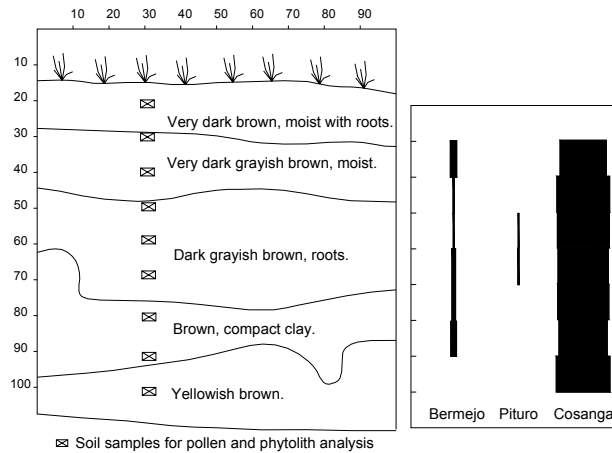 10 20 30 40 50 60 70 80 90
10
20
30
40
50
60
70
80
90
100
Very dark brown, moist with roots.
Very dark grayish brown, moist.
Dark grayish brown, roots.
Brown, compact clay.
Yellowish brown.
Bermejo Pituro Cosanga
Soil samples for pollen and phytolith analysis